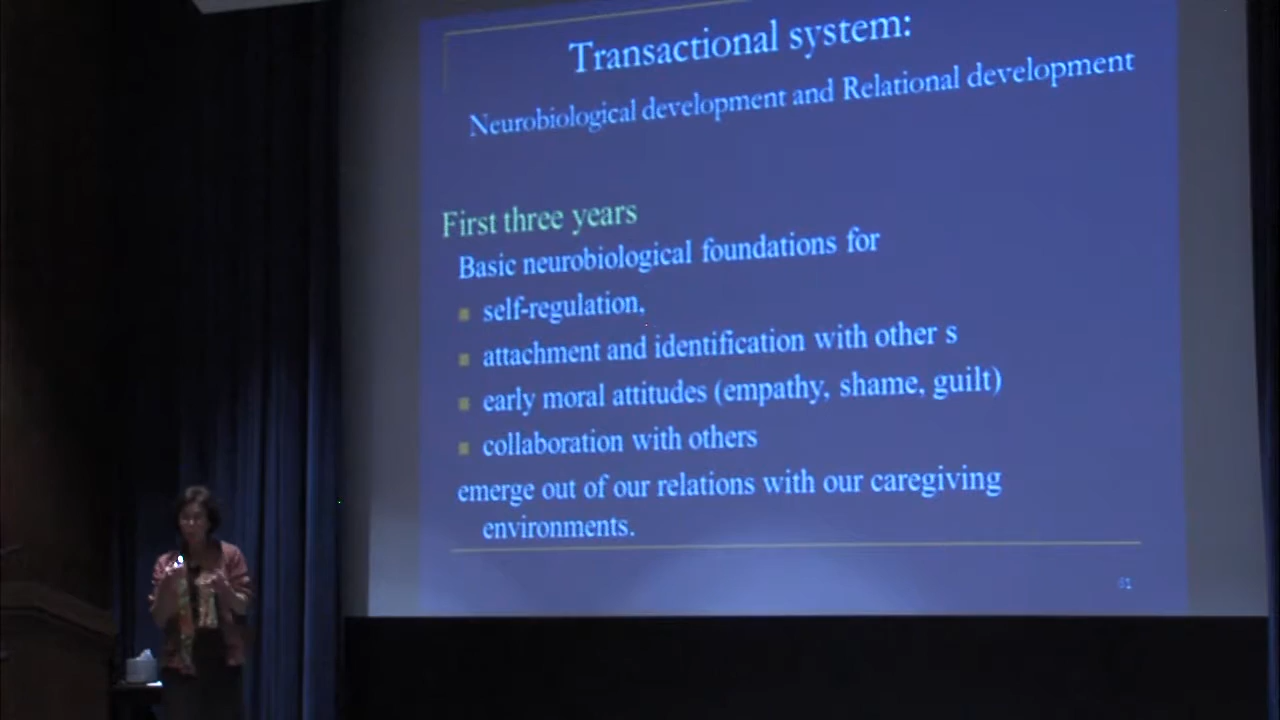 Transactional system:
Neurobiological development and Relational development
First three years
Basic neurobiological foundations for
self-regulation,
attachment and identification with other s
early moral attitudes (empathy, shame, guilt)
collaboration with others
emerge out of our relations with our caregiving
environments.
61